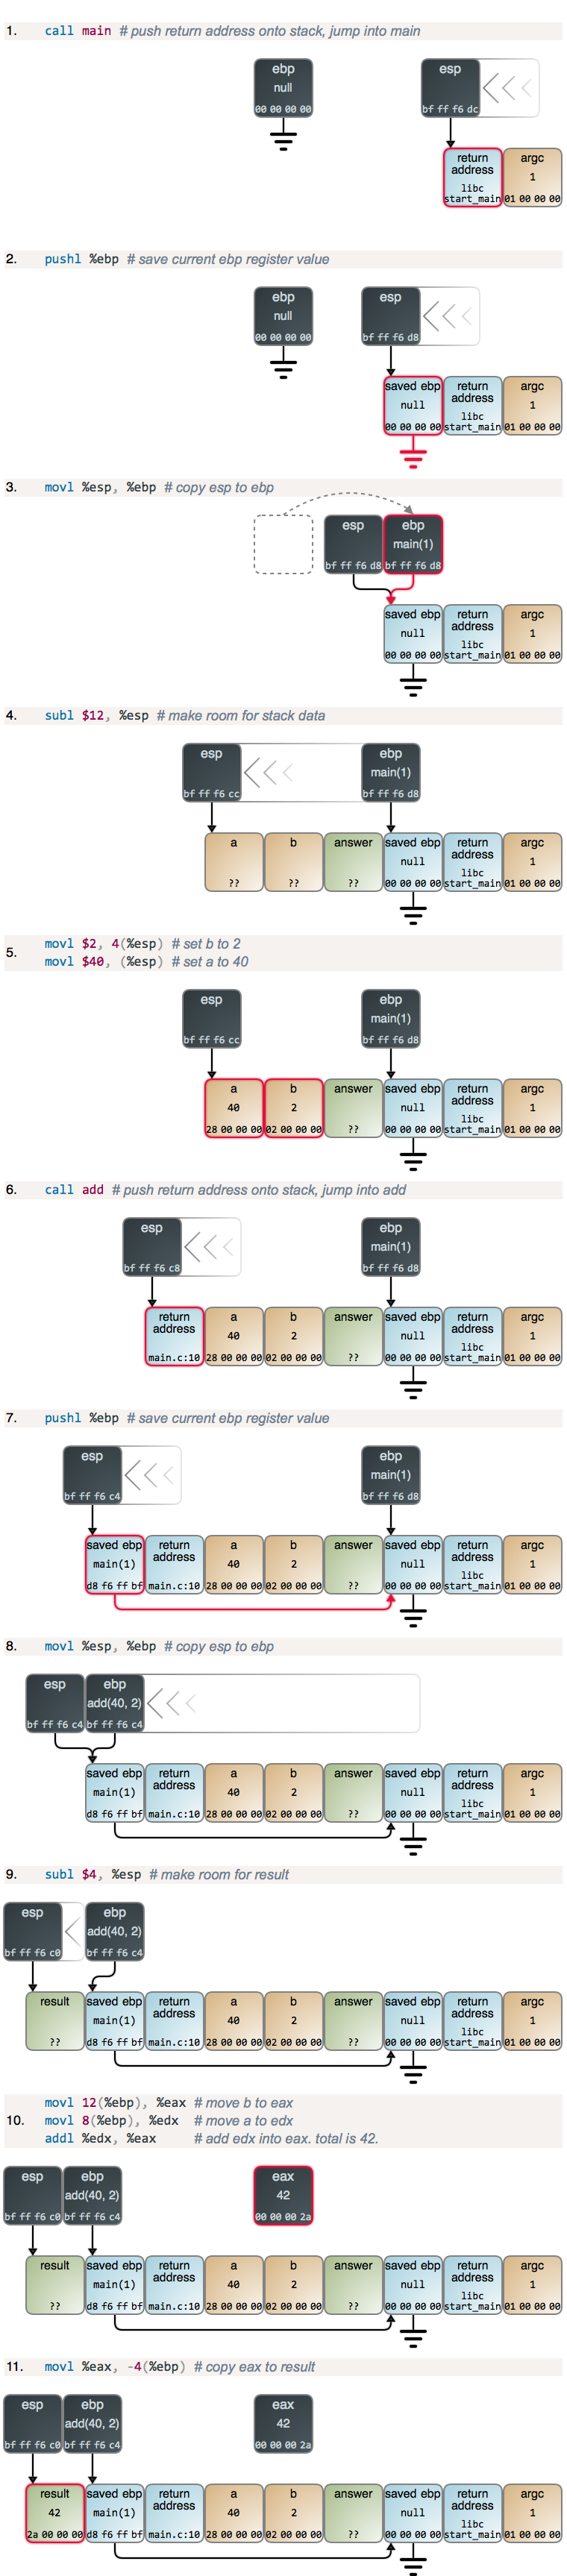 1. call main # push return address onto stack, jump into main
ebp esp
null
00 00 00 00 bf ff f6 dc
return address argc
1
libc start_main 01 00 00 00
2. pushl %ebp # save current ebp register value
ebp esp
null
00 00 00 00 bf ff f6 d8
saved ebp return address argc
null 1
00 00 00 00 libc start_main 01 00 00 00
3. movl %esp, %ebp # copy esp to ebp
esp ebp
main(1)
bf ff f6 d8 bf ff f6 d8
saved ebp return address argc
null 1
00 00 00 00 libc start_main 01 00 00 00
4. subl $12, %esp # make room for stack data
esp ebp
main(1)
bf ff f6 cc bf ff f6 d8
a b answer saved ebp return address argc
null 1
?? ?? ?? 00 00 00 00 libc start_main 01 00 00 00
5. movl $2, 4(%esp) # set b to 2
movl $40, (%esp) # set a to 40
esp ebp
main(1)
bf ff f6 cc bf ff f6 d8
a b answer saved ebp return address argc
40 2 null 1
28 00 00 00 02 00 00 00 ?? 00 00 00 00 libc start_main 01 00 00 00
6. call add # push return address onto stack, jump into add
esp ebp
main(1)
bf ff f6 c8 bf ff f6 d8
return address a b answer saved ebp return address argc
40 2 null 1
main.c:10 28 00 00 00 02 00 00 00 ?? 00 00 00 00 libc start_main 01 00 00 00
7. pushl %ebp # save current ebp register value
esp ebp
main(1)
bf ff f6 c4 bf ff f6 d8
saved ebp return address a b answer saved ebp return address argc
main(1) 40 2 null 1
d8 f6 ff bf main.c:10 28 00 00 00 02 00 00 00 ?? 00 00 00 00 libc start_main 01 00 00 00
8. movl %esp, %ebp # copy esp to ebp
esp ebp
add(40, 2)
bf ff f6 c4 bf ff f6 c4
saved ebp return address a b answer saved ebp return address argc
main(1) 40 2 null 1
d8 f6 ff bf main.c:10 28 00 00 00 02 00 00 00 ?? 00 00 00 00 libc start_main 01 00 00 00
9. subl $4, %esp # make room for result
esp ebp
add(40, 2)
bf ff f6 c0 bf ff f6 c4
result saved ebp return address a b answer saved ebp return address argc
main(1) 40 2 null 1
?? d8 f6 ff bf main.c:10 28 00 00 00 02 00 00 00 ?? 00 00 00 00 libc start_main 01 00 00 00
10. movl 12(%ebp), %eax # move b to eax
movl 8(%ebp), %edx # move a to edx
addl %edx, %eax # add edx into eax. total is 42.
esp ebp eax
add(40, 2) 42
bf ff f6 c0 bf ff f6 c4 00 00 00 2a
result saved ebp return address a b answer saved ebp return address argc
main(1) 40 2 null 1
?? d8 f6 ff bf main.c:10 28 00 00 00 02 00 00 00 ?? 00 00 00 00 libc start_main 01 00 00 00
11. movl %eax, -4(%ebp) # copy eax to result
esp ebp eax
add(40, 2) 42
bf ff f6 c0 bf ff f6 c4 00 00 00 2a
result saved ebp return address a b answer saved ebp return address argc
42 main(1) 40 2 null 1
2a 00 00 00 d8 f6 ff bf main.c:10 28 00 00 00 02 00 00 00 ?? 00 00 00 00 libc start_main 01 00 00 00